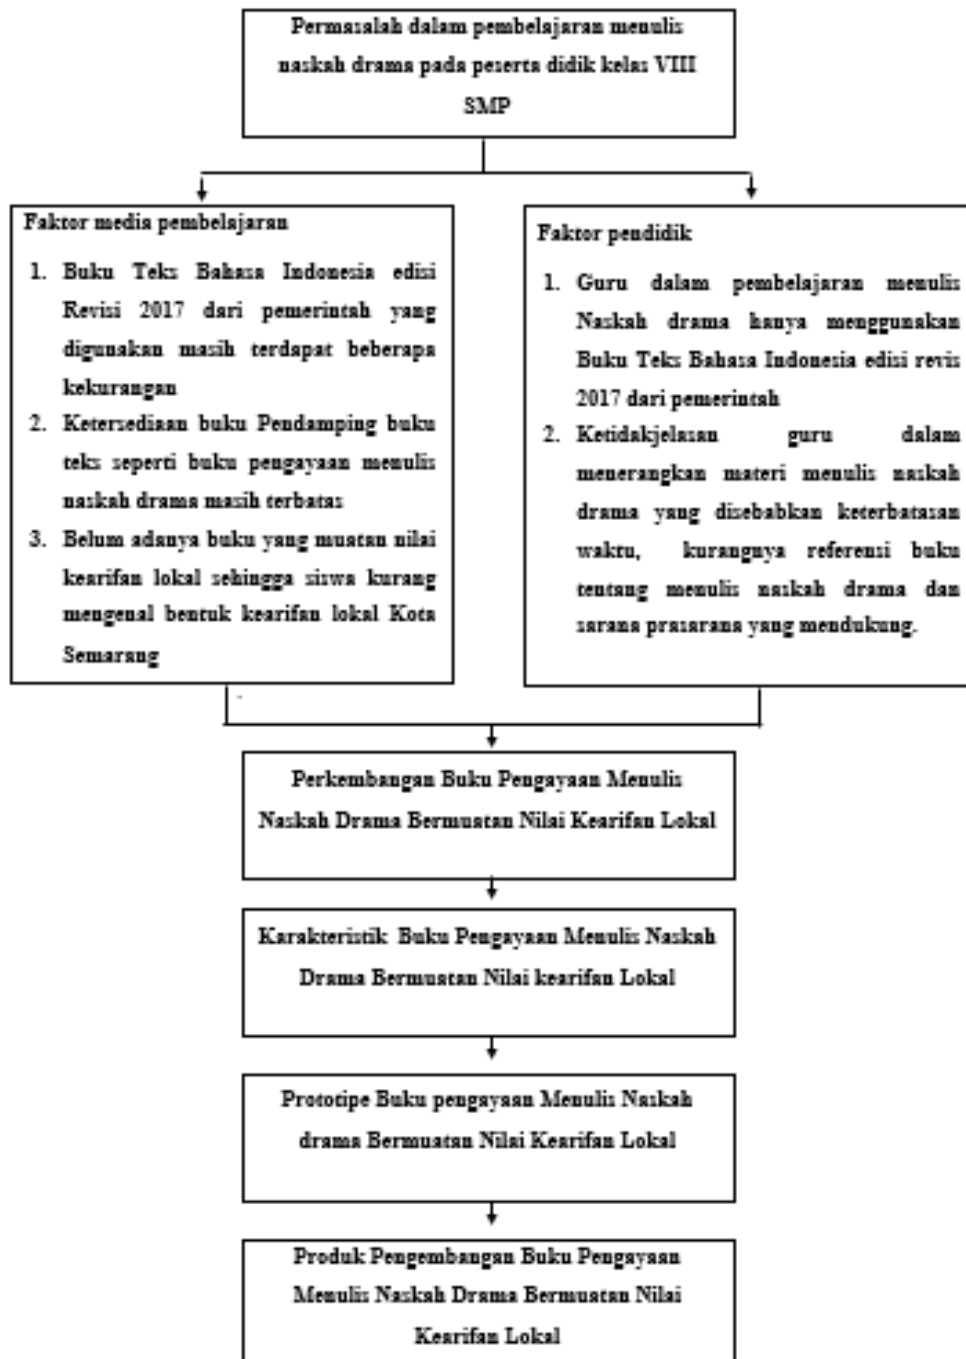 Permasalah dalam pembelajaran menulis
naskah drama pada peserta didik kelas VIII
SMP
Faktor media pembelajaran
1. Buku Teks Bahasa Indonesia edisi
Revisi 2017 dari pemerintah yang
digunakan masih terdapat beberapa
kekurangan
2. Ketersediaan buku Pendamping buku
teks seperti buku pengayaan menulis
naskah drama masih terbatas
3. Belum adanya buku yang muatan nilai
kearifan lokal sehingga siswa kurang
mengenal bentuk kearifan lokal Kota
Semarang
Faktor pendidik
1. Guru dalam pembelajaran menulis
Naskah drama hanya menggunakan
Buku Teks Bahasa Indonesia edisi revis
2017 dari pemerintah
2. Ketidakjelasan guru dalam
menerangkan materi menulis naskah
drama yang disebabkan keterbatasan
waktu, kurangnya referensi buku
tentang menulis naskah drama dan
sarana prasarana yang mendukung.
Perkembangan Buku Pengayaan Menulis
Naskah Drama Bermuatan Nilai Kearifan Lokal
Karakteristik Buku Pengayaan Menulis Naskah
Drama Bermuatan Nilai kearifan Lokal
Prototipe Buku pengayaan Menulis Naskah
drama Bermuatan Nilai Kearifan Lokal
Produk Pengembangan Buku Pengayaan
Menulis Naskah Drama Bermuatan Nilai
Kearifan Lokal